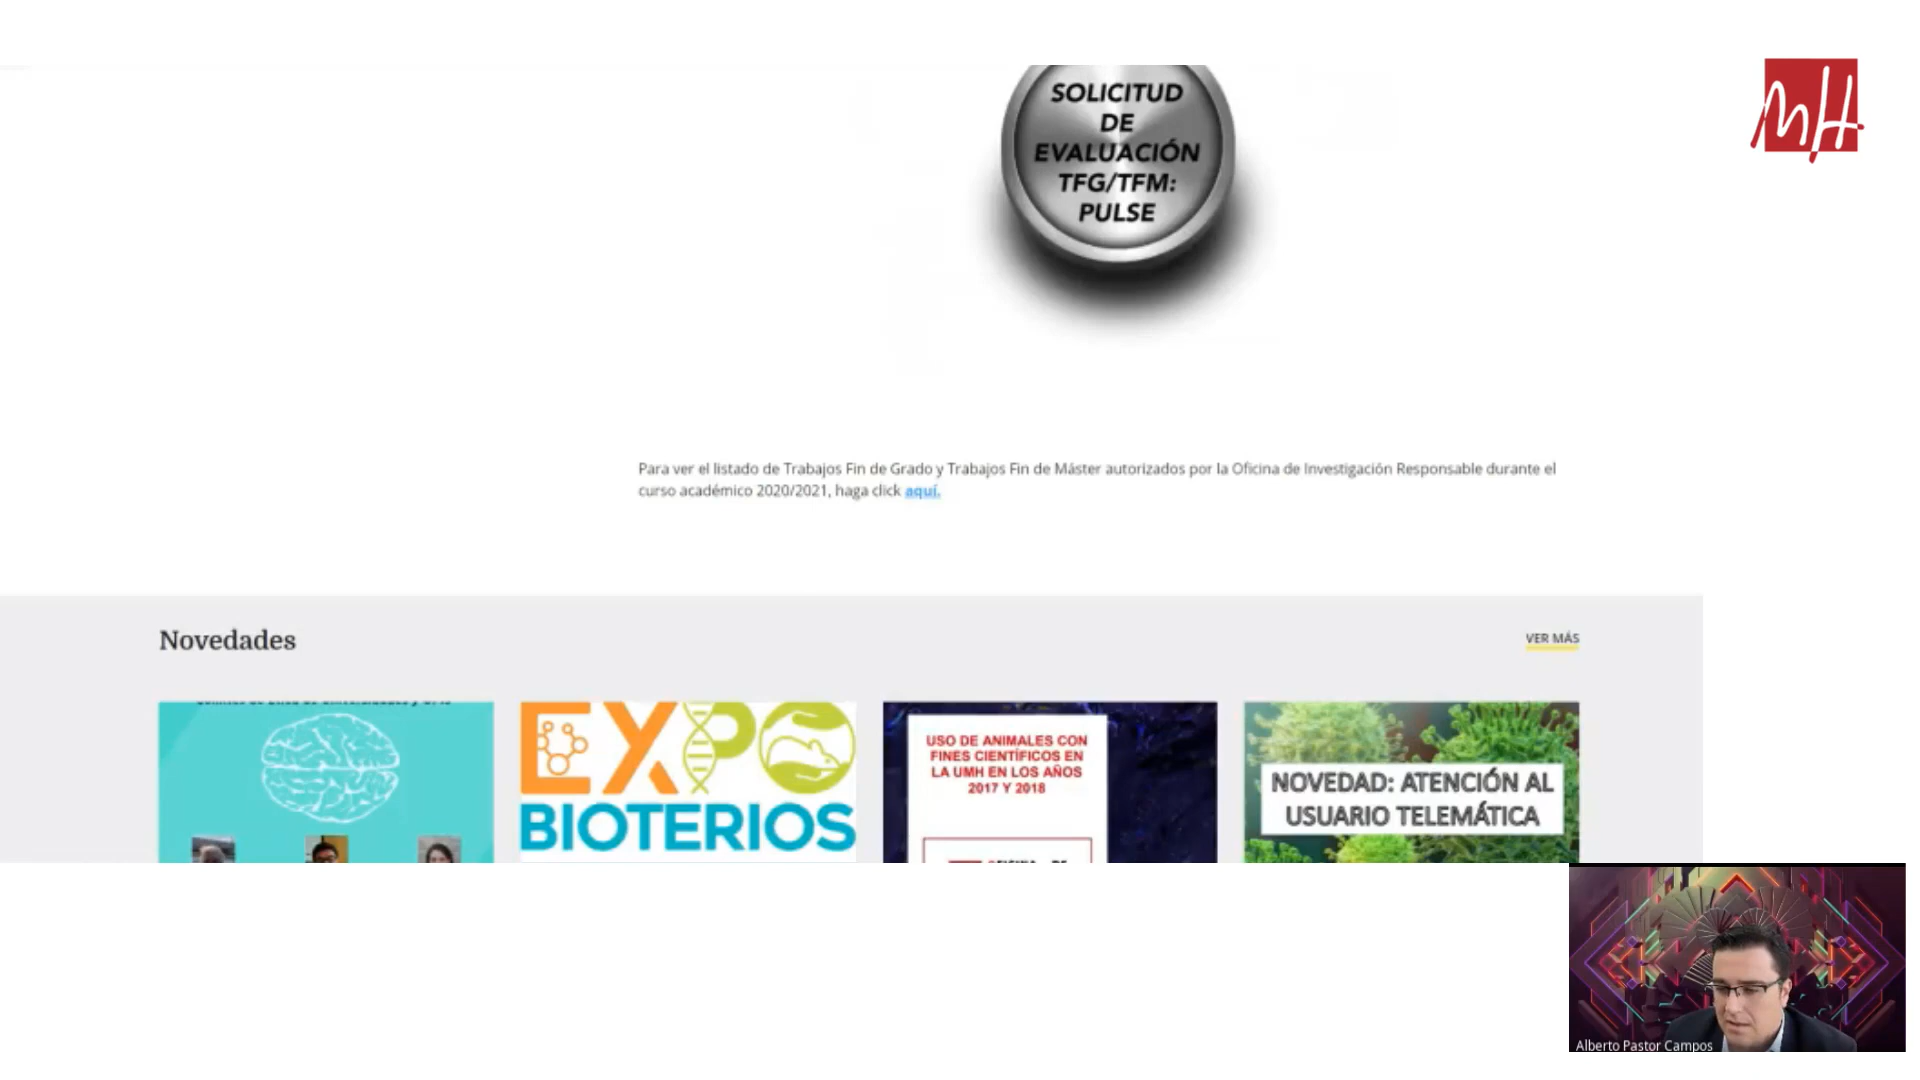 SOLICITUD
DE
EVALUACIÓN
TFG/TFM:
PULSE
Para ver el listado de Trabajos Fin de Grado y Trabajos Fin de Máster autorizados por la Oficina de Investigación Responsable durante el
curso académico 2020/2021, haga click aquí.
Novedades
VER MÁS
EXPO
BIOTERIOS
USO DE ANIMALES CON
FINES CIENTÍFICOS EN
LA UMH EN LOS AÑOS
2017 Y 2018
NOVEDAD: ATENCIÓN AL
USUARIO TELEMÁTICA
MH
Alberto Pastor Campos